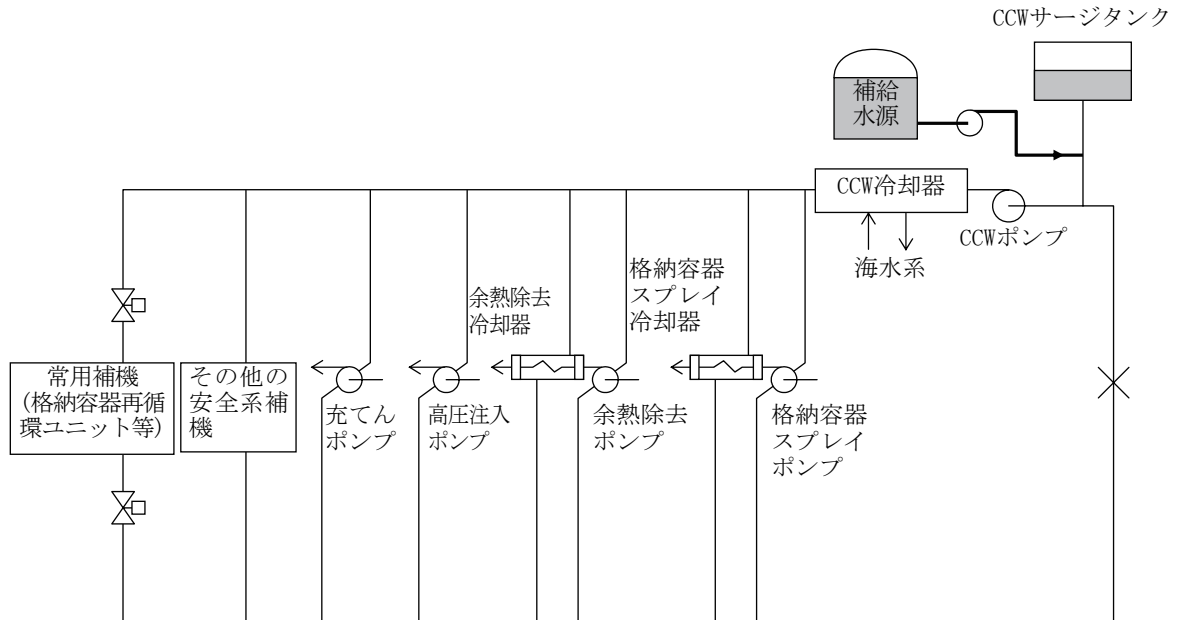 CCWサージタンク
補給
水源
CCW冷却器
CCWポンプ
海水系
格納容器
スプレイ
冷却器
余熱除去
冷却器
常用補機
(格納容器再循
環ユニット等)
その他の
安全系補
機
充てん
ポンプ
高圧注入
ポンプ
余熱除去
ポンプ
格納容器
スプレイ
ポンプ